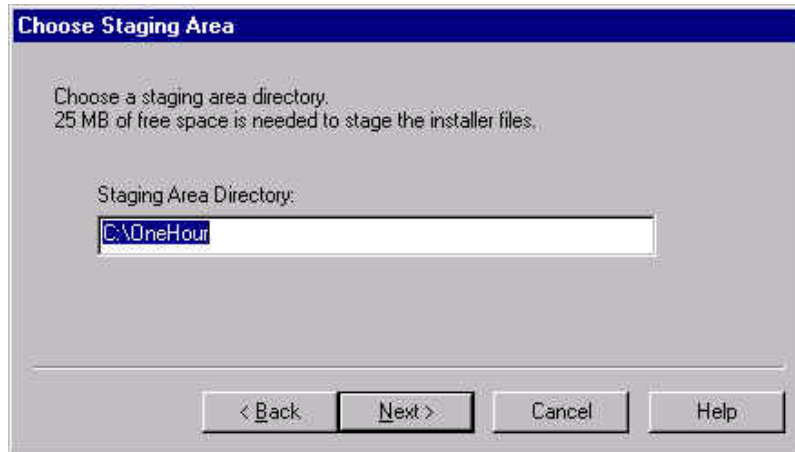 Choose Staging Area
Choose a staging area directory.
25 MB of free space is needed to stage the installer files.
Staging Area Directory:
C:\OneHour
< Back
Next >
Cancel
Help